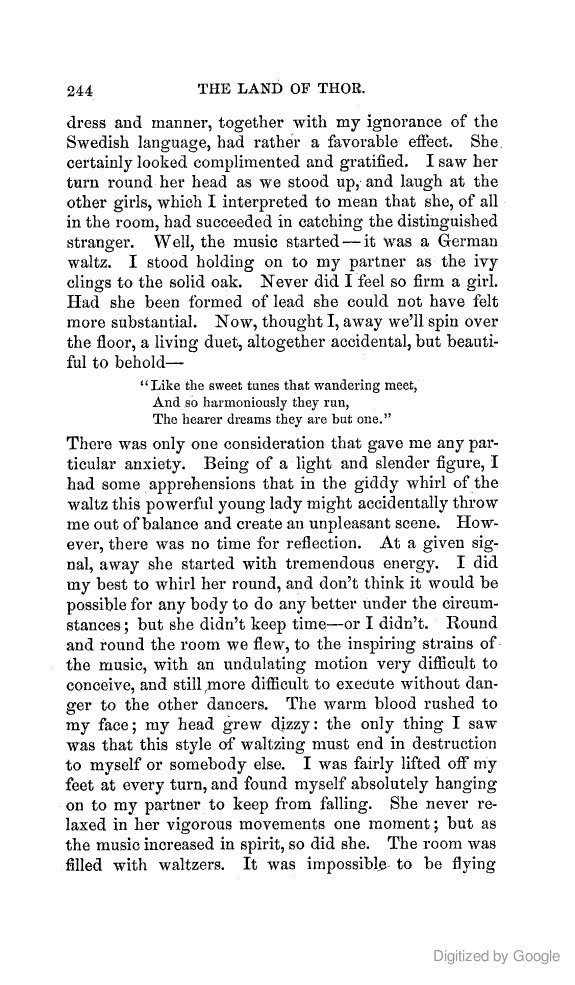 244 THE LAND OF THOR.
dress and manner, together with my ignorance of the
Swedish language, had rather a favorable effect. She
certainly looked complimented and gratified. I saw her
turn round her head as we stood up, and laugh at the
other girls, which I interpreted to mean that she, of all
in the room, had succeeded in catching the distinguished
stranger. Well, the music started—it was a German
waltz. I stood holding on to my partner as the ivy
clings to the solid oak. Never did I feel so firm a girl.
Had she been formed of lead she could not have felt
more substantial. Now, thought I, away we'll spin over
the floor, a living duet, altogether accidental, but beauti-
ful to behold—
"Like the sweet tunes that wandering meet,
And so harmoniously they run,
The hearer dreams they are but one."
There was only one consideration that gave me any par-
ticular anxiety. Being of a light and slender figure, I
had some apprehensions that in the giddy whirl of the
waltz this powerful young lady might accidentally throw
me out of balance and create an unpleasant scene. How-
ever, there was no time for reflection. At a given sig-
nal, away she started with tremendous energy. I did
my best to whirl her round, and don't think it would be
possible for any body to do any better under the circum-
stances; but she didn't keep time—or I didn't. Round
and round the room we flew, to the inspiring strains of
the music, with an undulating motion very difficult to
conceive, and still more difficult to execute without dan-
ger to the other dancers. The warm blood rushed to
my face; my head grew dizzy: the only thing I saw
was that this style of waltzing must end in destruction
to myself or somebody else. I was fairly lifted off my
feet at every turn, and found myself absolutely hanging
on to my partner to keep from falling. She never re-
laxed in her vigorous movements one moment; but as
the music increased in spirit, so did she. The room was
filled with waltzers. It was impossible to be flying
Digitized by Google